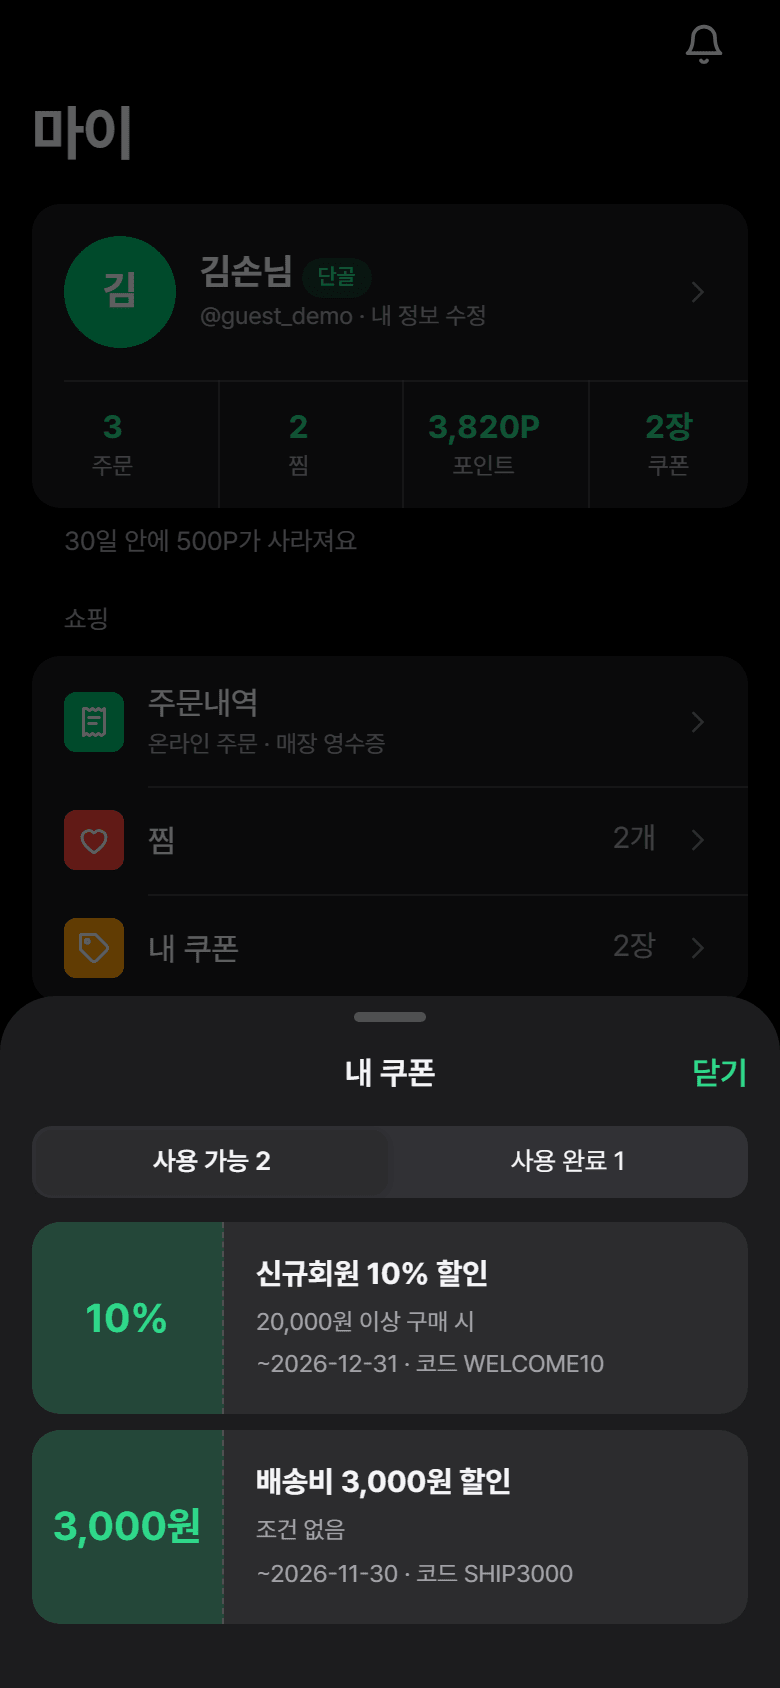 마이
김
김손님 단골
@guest_demo · 내 정보 수정
3
주문
2
찜
3,820P
포인트
2장
쿠폰
30일 안에 500P가 사라져요
쇼핑
주문내역
온라인 주문 · 매장 영수증
찜 2개
내 쿠폰 2장
내 쿠폰 닫기
사용 가능 2 사용 완료 1
10%
신규회원 10% 할인
20,000원 이상 구매 시
~2026-12-31 · 코드 WELCOME10
3,000원
배송비 3,000원 할인
조건 없음
~2026-11-30 · 코드 SHIP3000